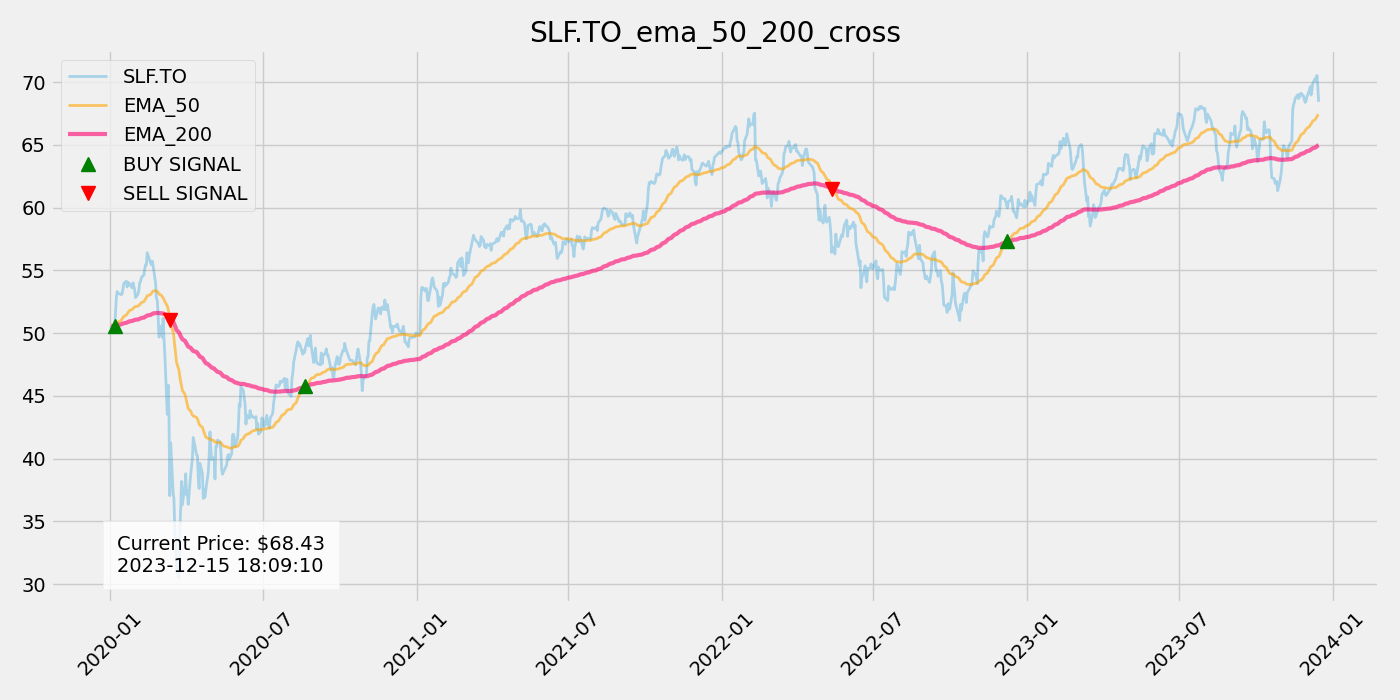 SLF.TO_ema_50_200_cross
SLF.TO
EMA_50
EMA_200
BUY SIGNAL
SELL SIGNAL
70
65
60
55
50
45
40
35
30
Current Price: $68.43
2023-12-15 18:09:10
2020-01
2020-07
2021-01
2021-07
2022-01
2022-07
2023-01
2023-07
2024-01